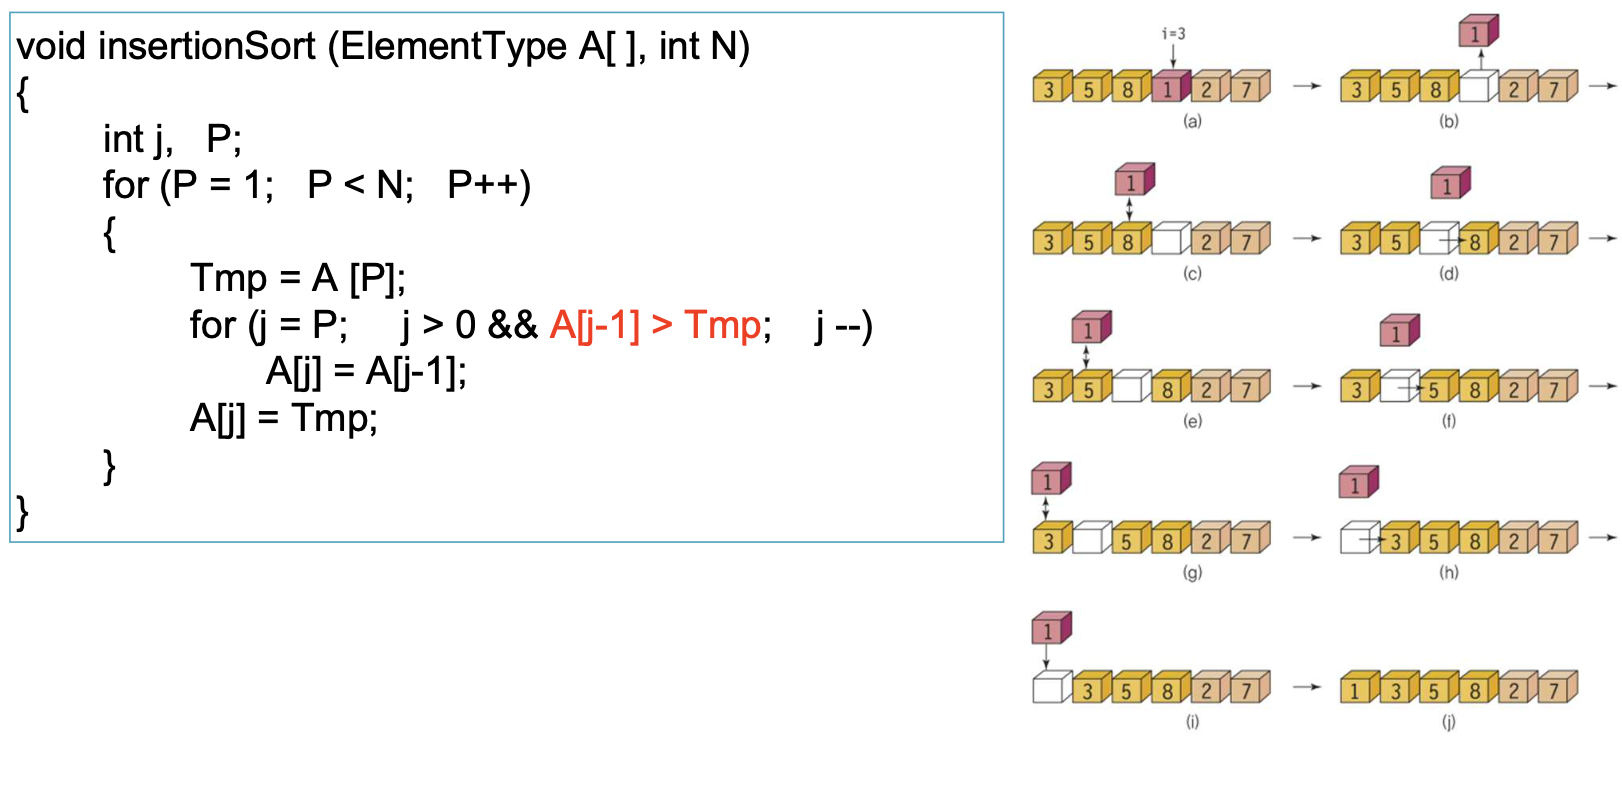 void insertionSort (ElementType A[ ], int N)
{
int j, P;
for (P = 1; P < N; P++)
{
Tmp = A [P];
for (j = P; j > 0 && A[j-1] > Tmp; j --)
A[j] = A[j-1];
A[j] = Tmp;
}
}
i=3
3 5 8 1 2 7
(a)
1
3 5 8 2 7
(b)
1
3 5 8 2 7
(c)
1
3 5 8 2 7
(d)
1
3 5 8 2 7
(e)
1
3 5 8 2 7
(f)
1
3 5 8 2 7
(g)
1
3 5 8 2 7
(h)
1
3 5 8 2 7
(i)
1 3 5 8 2 7
(j)